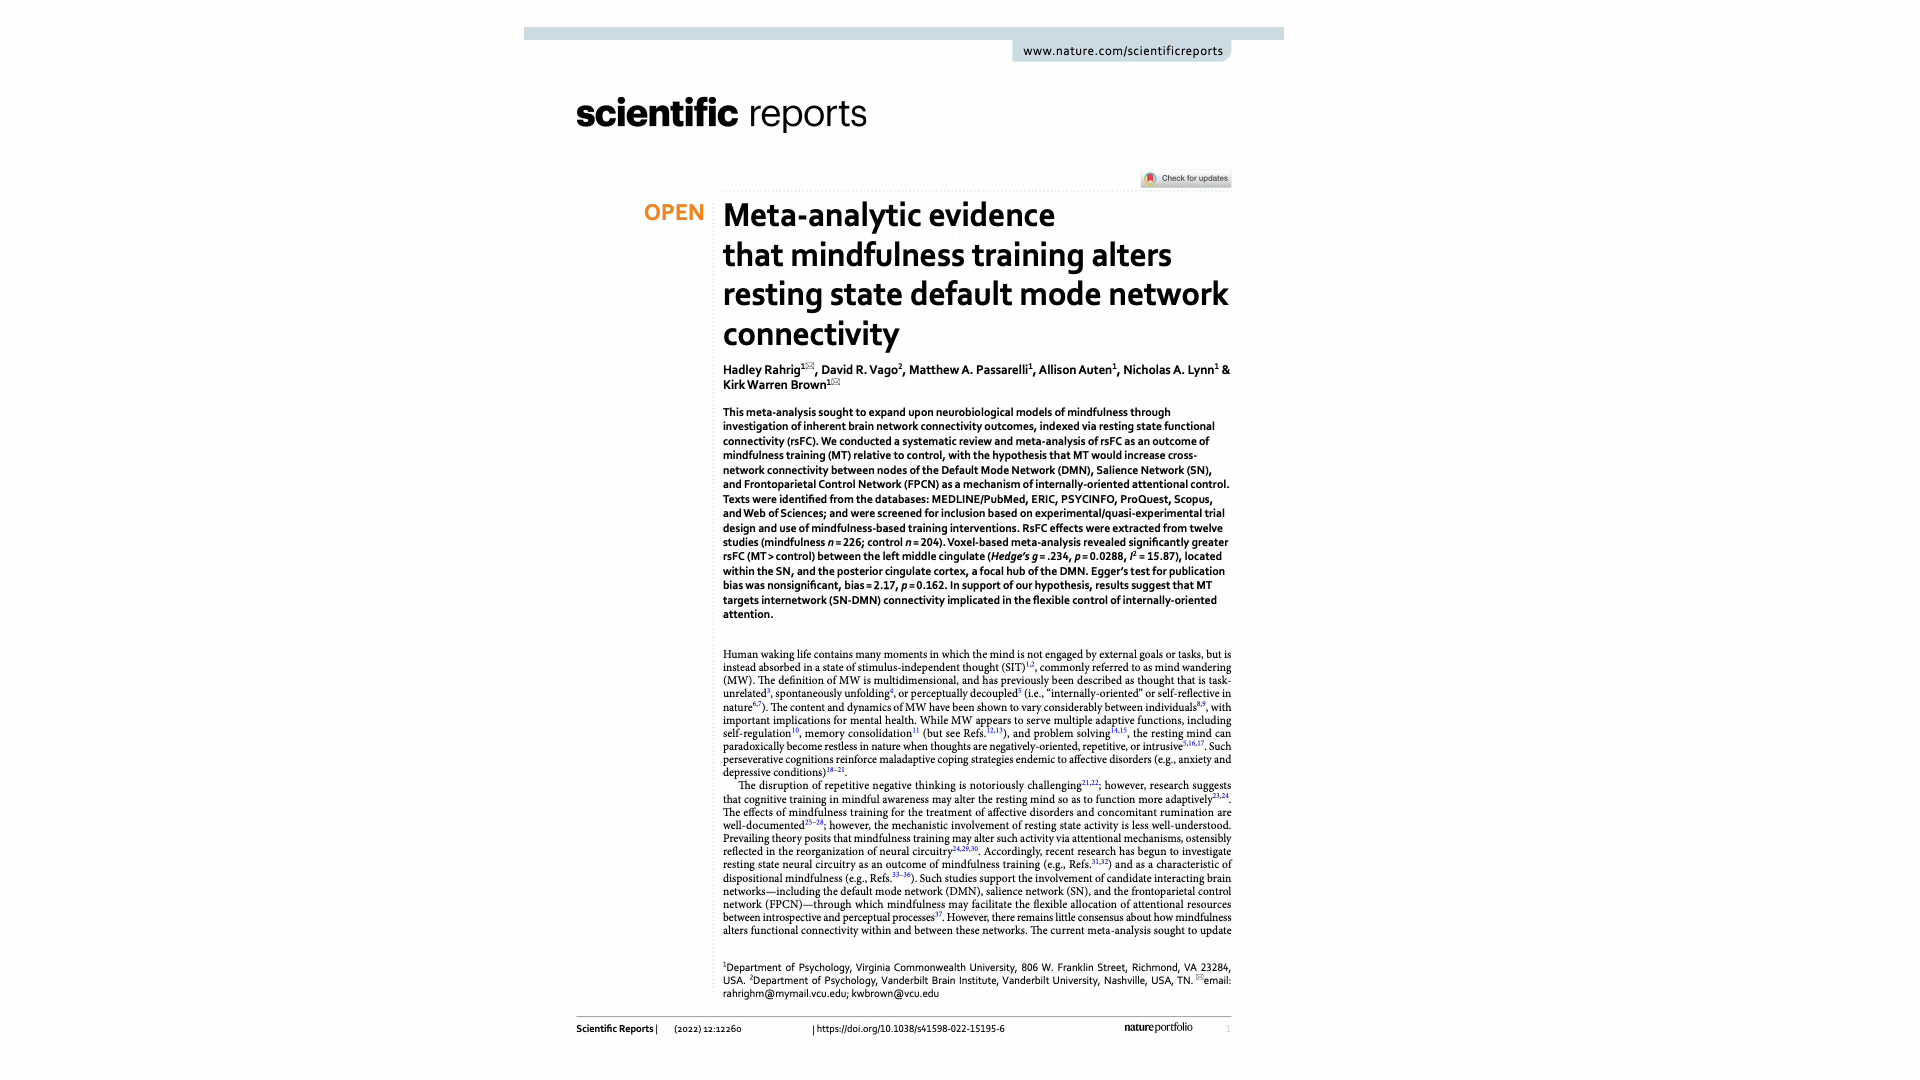 www.nature.com/scientificreports
scientific reports
Check for updates
OPEN
Meta-analytic evidence
that mindfulness training alters
resting state default mode network
connectivity
Hadley Rahrig1✉, David R. Vago2, Matthew A. Passarelli1, Allison Auten1, Nicholas A. Lynn1 &
Kirk Warren Brown1✉
This meta-analysis sought to expand upon neurobiological models of mindfulness through
investigation of inherent brain network connectivity outcomes, indexed via resting state functional
connectivity (rsFC). We conducted a systematic review and meta-analysis of rsFC as an outcome of
mindfulness training (MT) relative to control, with the hypothesis that MT would increase cross-
network connectivity between nodes of the Default Mode Network (DMN), Salience Network (SN),
and Frontoparietal Control Network (FPCN) as a mechanism of internally-oriented attentional control.
Texts were identified from the databases: MEDLINE/PubMed, ERIC, PSYCINFO, ProQuest, Scopus,
and Web of Sciences; and were screened for inclusion based on experimental/quasi-experimental trial
design and use of mindfulness-based training interventions. RsFC effects were extracted from twelve
studies (mindfulness n = 226; control n = 204). Voxel-based meta-analysis revealed significantly greater
rsFC (MT > control) between the left middle cingulate (Hedge's g = .234, p = 0.0288, I2 = 15.87), located
within the SN, and the posterior cingulate cortex, a focal hub of the DMN. Egger's test for publication
bias was nonsignificant, bias = 2.17, p = 0.162. In support of our hypothesis, results suggest that MT
targets internetwork (SN-DMN) connectivity implicated in the flexible control of internally-oriented
attention.
Human waking life contains many moments in which the mind is not engaged by external goals or tasks, but is
instead absorbed in a state of stimulus-independent thought (SIT)1,2, commonly referred to as mind wandering
(MW). The definition of MW is multidimensional, and has previously been described as thought that is task-
unrelated3, spontaneously unfolding4, or perceptually decoupled5 (i.e., "internally-oriented" or self-reflective in
nature6,7). The content and dynamics of MW have been shown to vary considerably between individuals8,9, with
important implications for mental health. While MW appears to serve multiple adaptive functions, including
self-regulation10, memory consolidation11 (but see Refs.12,13), and problem solving14,15, the resting mind can
paradoxically become restless in nature when thoughts are negatively-oriented, repetitive, or intrusive5,16,17. Such
perseverative cognitions reinforce maladaptive coping strategies endemic to affective disorders (e.g., anxiety and
depressive conditions)18–21.
The disruption of repetitive negative thinking is notoriously challenging21,22; however, research suggests
that cognitive training in mindful awareness may alter the resting mind so as to function more adaptively23,24.
The effects of mindfulness training for the treatment of affective disorders and concomitant rumination are
well-documented25–28; however, the mechanistic involvement of resting state activity is less well-understood.
Prevailing theory posits that mindfulness training may alter such activity via attentional mechanisms, ostensibly
reflected in the reorganization of neural circuitry24,29,30. Accordingly, recent research has begun to investigate
resting state neural circuitry as an outcome of mindfulness training (e.g., Refs.31,32) and as a characteristic of
dispositional mindfulness (e.g., Refs.33–36). Such studies support the involvement of candidate interacting brain
networks—including the default mode network (DMN), salience network (SN), and the frontoparietal control
network (FPCN)—through which mindfulness may facilitate the flexible allocation of attentional resources
between introspective and perceptual processes37. However, there remains little consensus about how mindfulness
alters functional connectivity within and between these networks. The current meta-analysis sought to update
1Department of Psychology, Virginia Commonwealth University, 806 W. Franklin Street, Richmond, VA 23284,
USA. 2Department of Psychology, Vanderbilt Brain Institute, Vanderbilt University, Nashville, USA, TN. ✉email:
rahrighm@mymail.vcu.edu; kwbrown@vcu.edu
Scientific Reports | (2022) 12:12260 | https://doi.org/10.1038/s41598-022-15195-6 natureportfolio 1